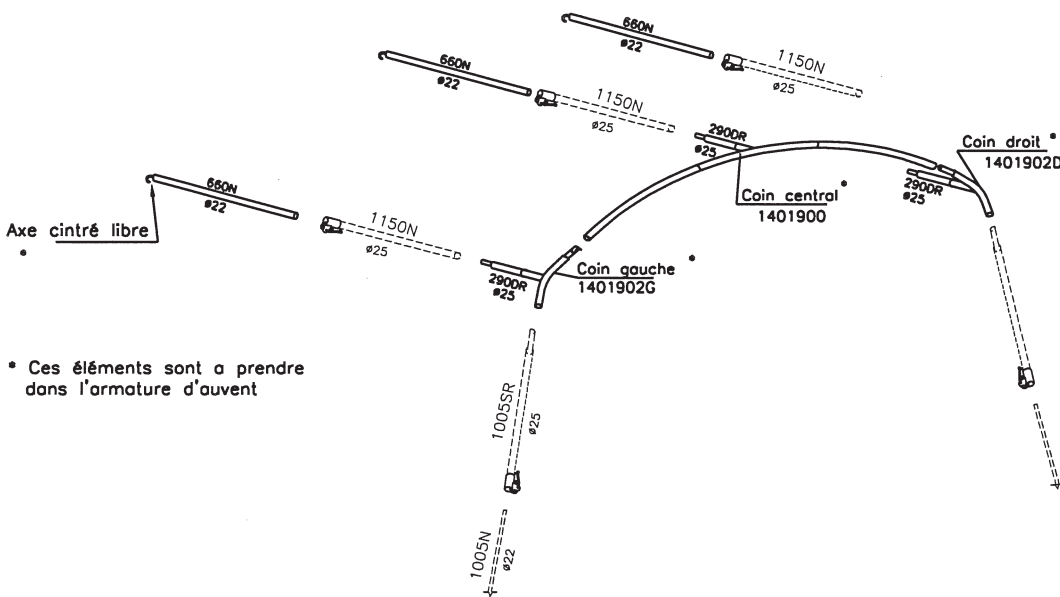 660N
ø22
1150N
ø25
660N
ø22
1150N
ø25
290DR
ø25
Coin droit *
1401902D
290DR
ø25
Coin central *
1401900
660N
ø22
Axe cintré libre
*
1150N
ø25
290DR
ø25
Coin gauche *
1401902G
* Ces éléments sont a prendre
dans l'armature d'auvent
1005SR
ø25
1005N
ø22